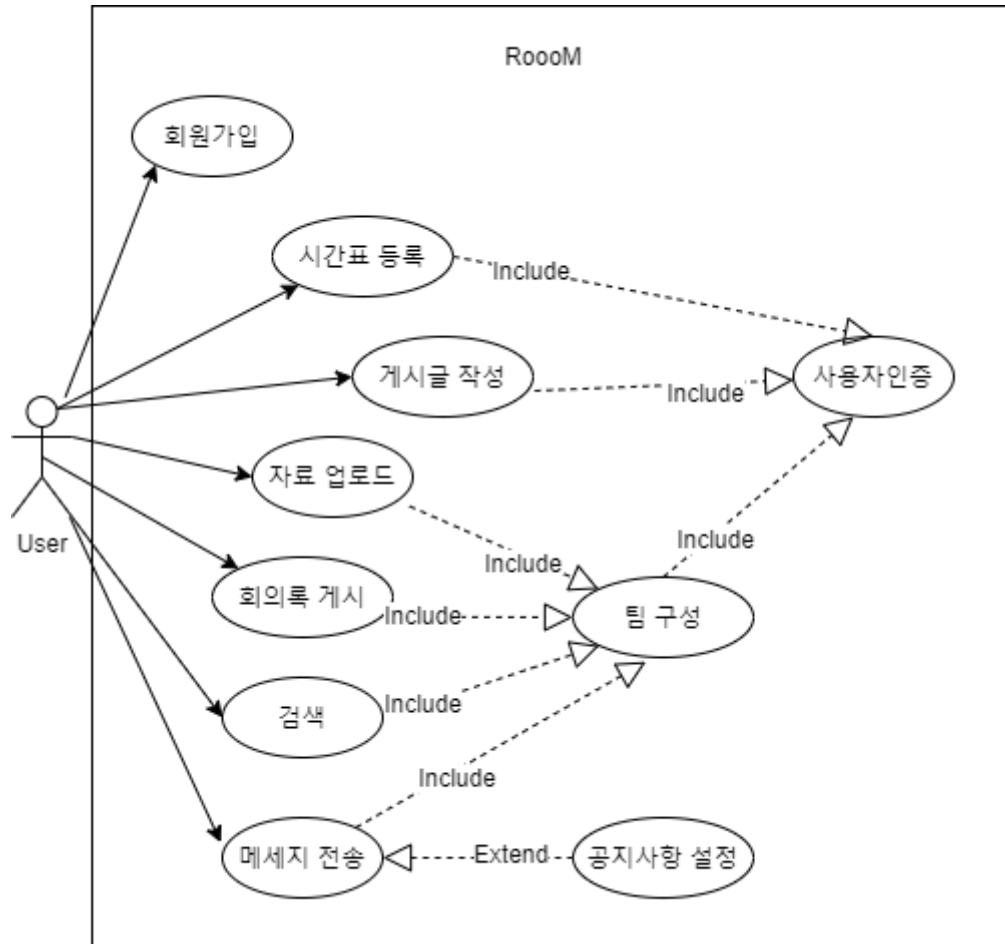 RoooM
회원가입
시간표 등록
Include
게시글 작성
Include
사용자인증
자료 업로드
User
Include
Include
회의록 게시
Include
팀 구성
검색
Include
Include
메세지 전송
Extend
공지사항 설정